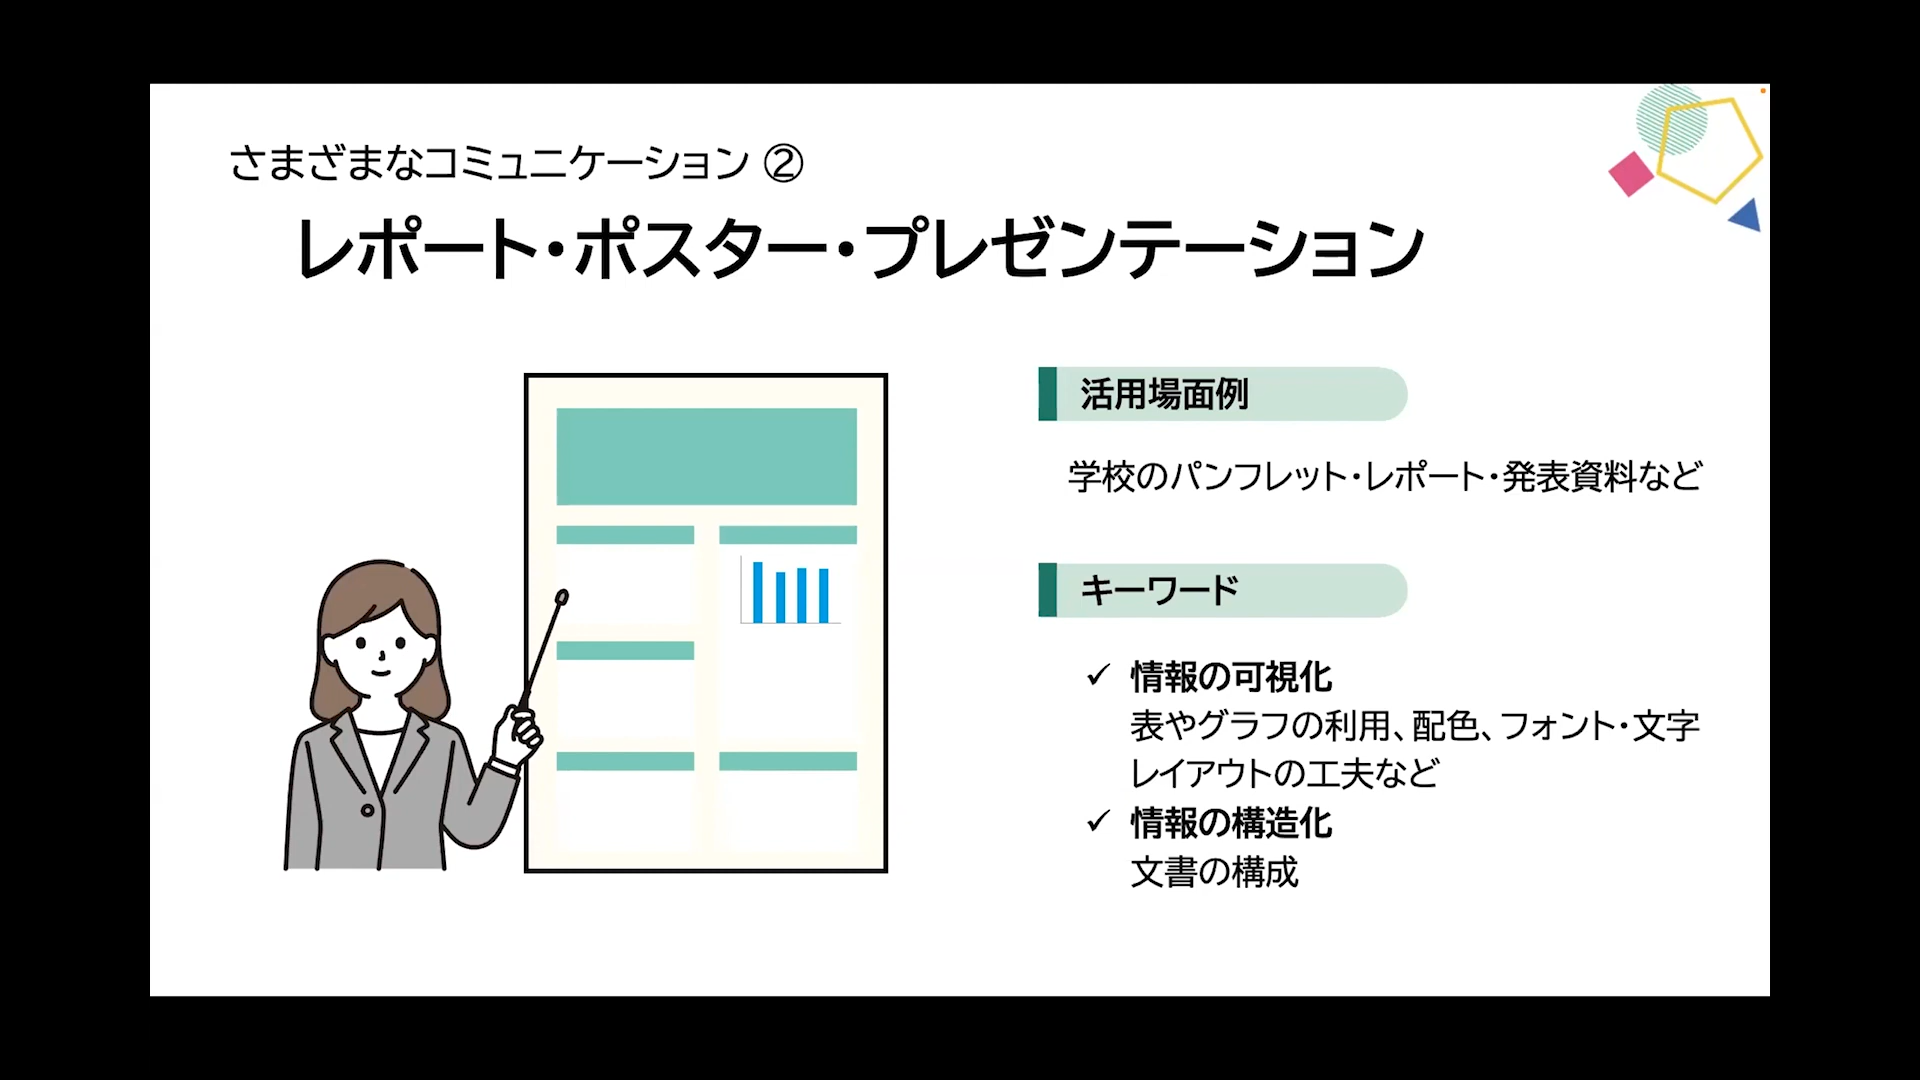 さまざまなコミュニケーション ②
レポート・ポスター・プレゼンテーション
活用場面例
学校のパンフレット・レポート・発表資料など
キーワード
✓ 情報の可視化
表やグラフの利用、配色、フォント・文字
レイアウトの工夫など
✓ 情報の構造化
文書の構成